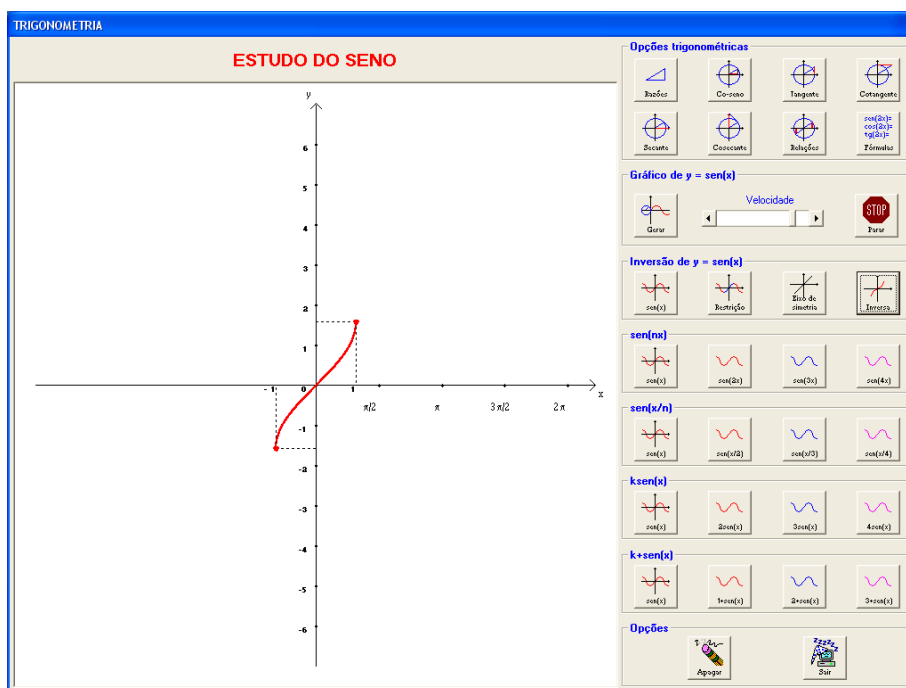 TRIGONOMETRIA
ESTUDO DO SENO
y
6
5
4
3
2
1
- 1 0 1
x
π/2 π 3 π/2 2 π
-1
-2
-3
-4
-5
-6
Opções trigonométricas
Razões Co-seno Tangente Cotangente
sen(2x)=
cos(2x)=
tg(2x)=
Secante Cosecante Relações Fórmulas
Gráfico de y = sen(x)
Velocidade
STOP
Gerar Parar
Inversão de y = sen(x)
sen(x) Restrição Eixo de simetria Inversa
sen(nx)
sen(x) sen(2x) sen(3x) sen(4x)
sen(x/n)
sen(x) sen(x/2) sen(x/3) sen(x/4)
ksen(x)
sen(x) 2sen(x) 3sen(x) 4sen(x)
k+sen(x)
sen(x) 1+sen(x) 2+sen(x) 3+sen(x)
Opções
Apagar Sair